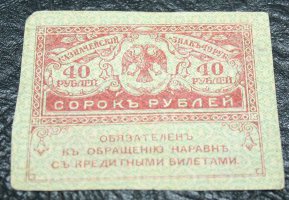 КАЗНАЧЕЙСКІЙ ЗНАКЪ
40 40
РУБЛЕЙ РУБЛЕЙ
СОРОКЪ РУБЛЕЙ
ОБЯЗАТЕЛЕНЪ
КЪ ОБРАЩЕНІЮ НАРАВНѢ
СЪ КРЕДИТНЫМИ БИЛЕТАМИ.